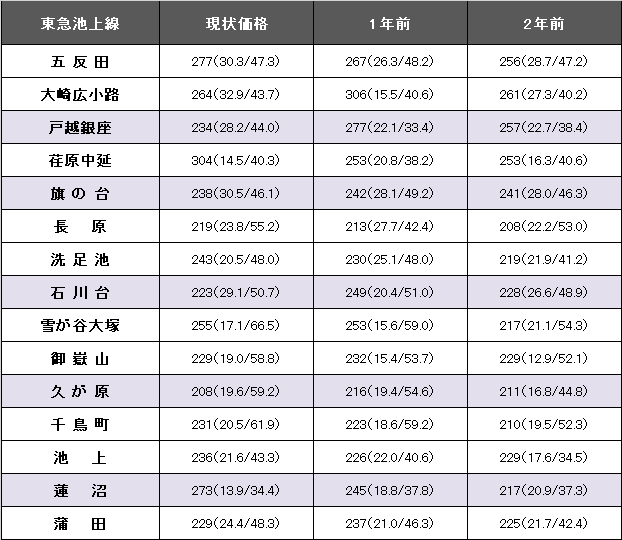 東急池上線 現状価格 1年前 2年前
五反田 277(30.3/47.3) 267(26.3/48.2) 256(28.7/47.2)
大崎広小路 264(32.9/43.7) 306(15.5/40.6) 261(27.3/40.2)
戸越銀座 234(28.2/44.0) 277(22.1/33.4) 257(22.7/38.4)
荏原中延 304(14.5/40.3) 253(20.8/38.2) 253(16.3/40.6)
旗の台 238(30.5/46.1) 242(28.1/49.2) 241(28.0/46.3)
長原 219(23.8/55.2) 213(27.7/42.4) 208(22.2/53.0)
洗足池 243(20.5/48.0) 230(25.1/48.0) 219(21.9/41.2)
石川台 223(29.1/50.7) 249(20.4/51.0) 228(26.6/48.9)
雪が谷大塚 255(17.1/66.5) 253(15.6/59.0) 217(21.1/54.3)
御嶽山 229(19.0/58.8) 232(15.4/53.7) 229(12.9/52.1)
久が原 208(19.6/59.2) 216(19.4/54.6) 211(16.8/44.8)
千鳥町 231(20.5/61.9) 223(18.6/59.2) 210(19.5/52.3)
池上 236(21.6/43.3) 226(22.0/40.6) 229(17.6/34.5)
蓮沼 273(13.9/34.4) 245(18.8/37.8) 217(20.9/37.3)
蒲田 229(24.4/48.3) 237(21.0/46.3) 225(21.7/42.4)